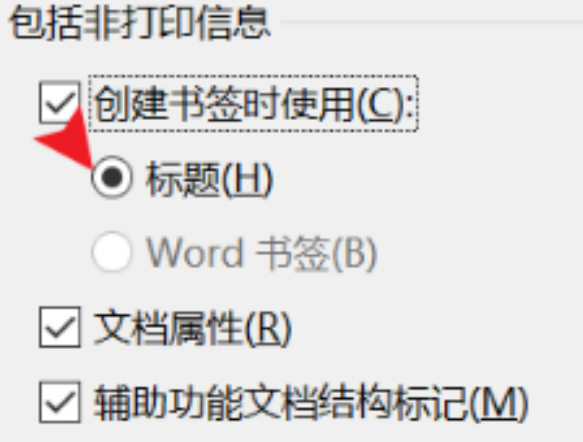 包括非打印信息
创建书签时使用(C):
标题(H)
Word 书签(B)
文档属性(R)
辅助功能文档结构标记(M)